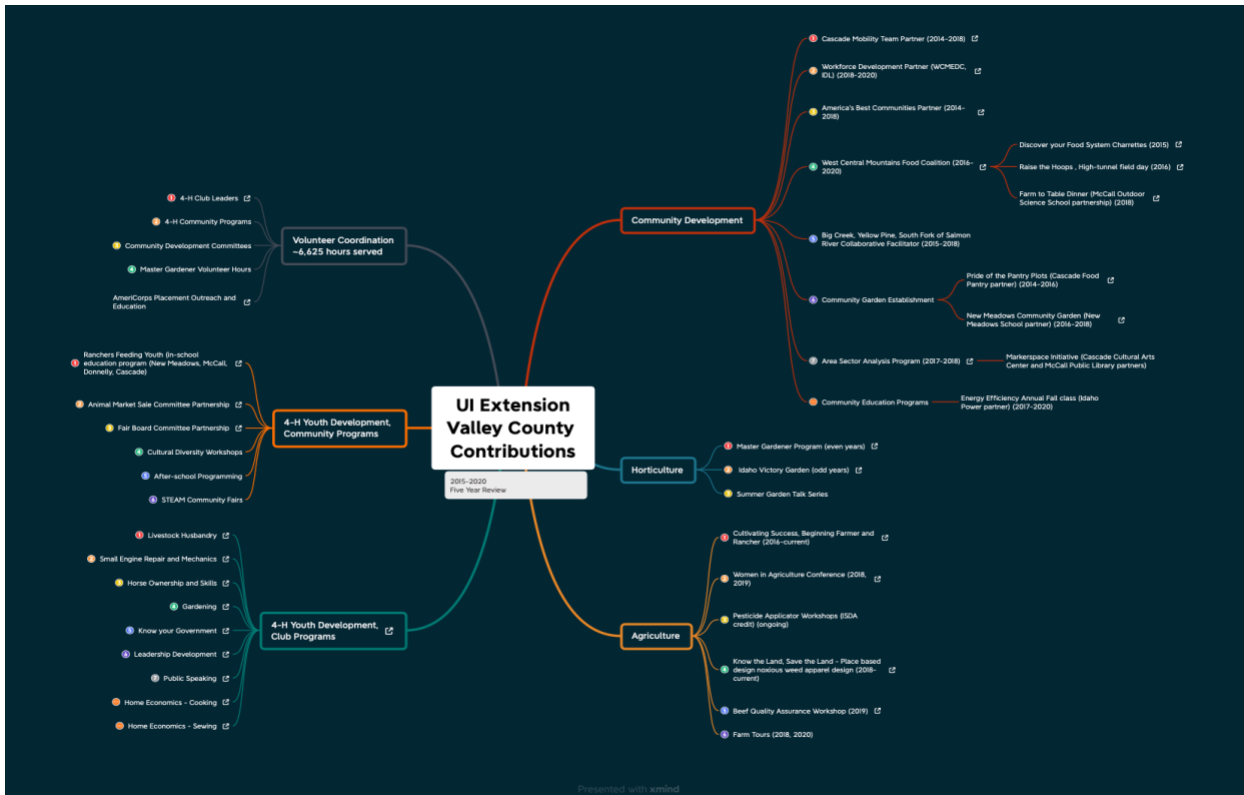 UI Extension
Valley County
Contributions
2015-2020
Five Year Review
Community Development
Cascade Mobility Team Partner (2014-2018)
Workforce Development Partner (WCMEDC,
IDL) (2018-2020)
America's Best Communities Partner (2014-
2018)
West Central Mountains Food Coalition (2016-
2020)
Discover your Food System Charrettes (2015)
Raise the Hoops , High-tunnel field day (2016)
Farm to Table Dinner (McCall Outdoor
Science School partnership) (2018)
Big Creek, Yellow Pine, South Fork of Salmon
River Collaborative Facilitator (2015-2018)
Community Garden Establishment
Pride of the Pantry Plots (Cascade Food
Pantry partner) (2014-2016)
New Meadows Community Garden (New
Meadows School partner) (2016-2018)
Area Sector Analysis Program (2017-2018)
Markerspace Initiative (Cascade Cultural Arts
Center and McCall Public Library partners)
Community Education Programs
Energy Efficiency Annual Fall class (Idaho
Power partner) (2017-2020)
Horticulture
Master Gardener Program (even years)
Idaho Victory Garden (odd years)
Summer Garden Talk Series
Agriculture
Cultivating Success, Beginning Farmer and
Rancher (2016-current)
Women in Agriculture Conference (2018,
2019)
Pesticide Applicator Workshops (ISDA
credit) (ongoing)
Know the Land, Save the Land - Place based
design noxious weed apparel design (2018-
current)
Beef Quality Assurance Workshop (2019)
Farm Tours (2018, 2020)
Volunteer Coordination
~6,625 hours served
4-H Club Leaders
4-H Community Programs
Community Development Committees
Master Gardener Volunteer Hours
AmeriCorps Placement Outreach and
Education
4-H Youth Development,
Community Programs
Ranchers Feeding Youth (in-school
education program (New Meadows, McCall,
Donnelly, Cascade)
Animal Market Sale Committee Partnership
Fair Board Committee Partnership
Cultural Diversity Workshops
After-school Programming
STEAM Community Fairs
4-H Youth Development,
Club Programs
Livestock Husbandry
Small Engine Repair and Mechanics
Horse Ownership and Skills
Gardening
Know your Government
Leadership Development
Public Speaking
Home Economics - Cooking
Home Economics - Sewing
Presented with xmind